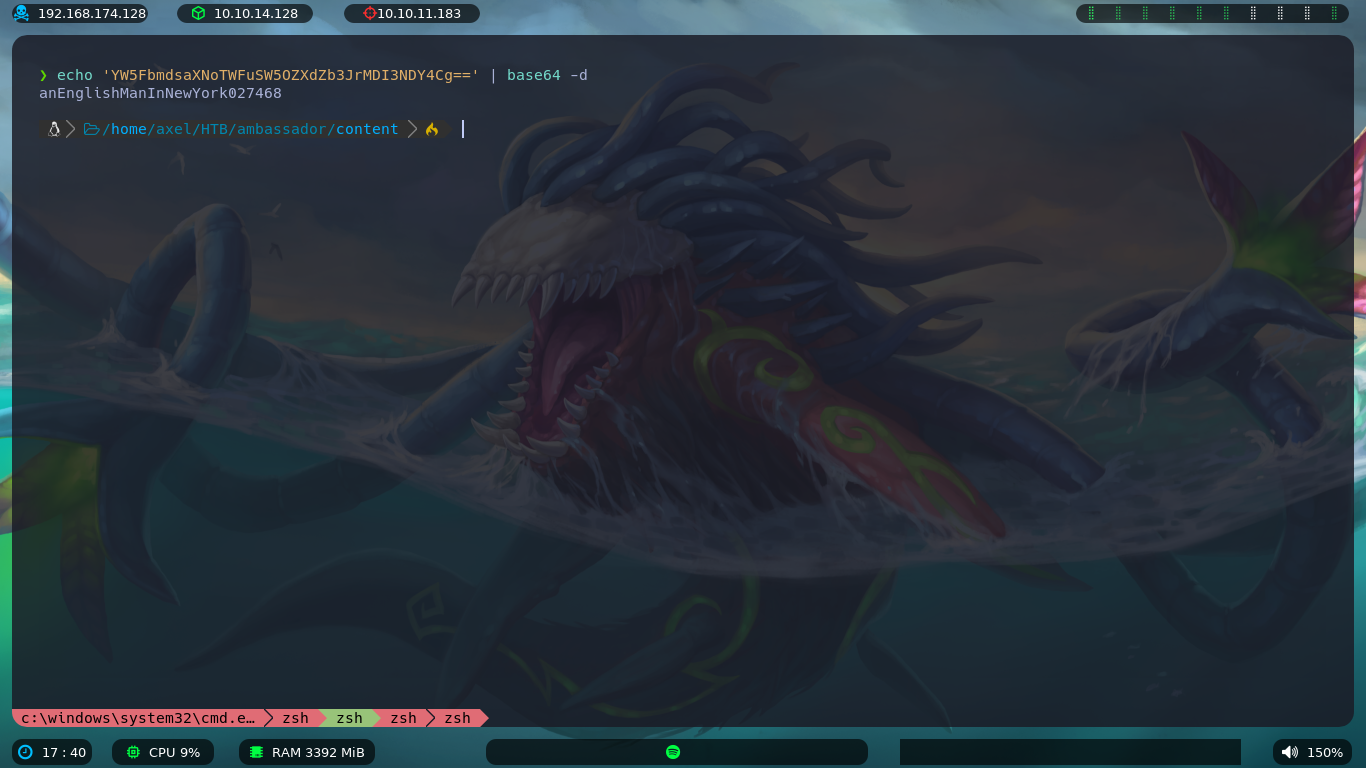 192.168.174.128 10.10.14.128 10.10.11.183
❯ echo 'YW5FbmdsaXNoTWFuSW5OZXdZb3JrMDI3NDY4Cg==' | base64 -d
anEnglishManInNewYork027468
/home/axel/HTB/ambassador/content
c:\windows\system32\cmd.e… zsh zsh zsh zsh
17 : 40 CPU 9% RAM 3392 MiB 150%